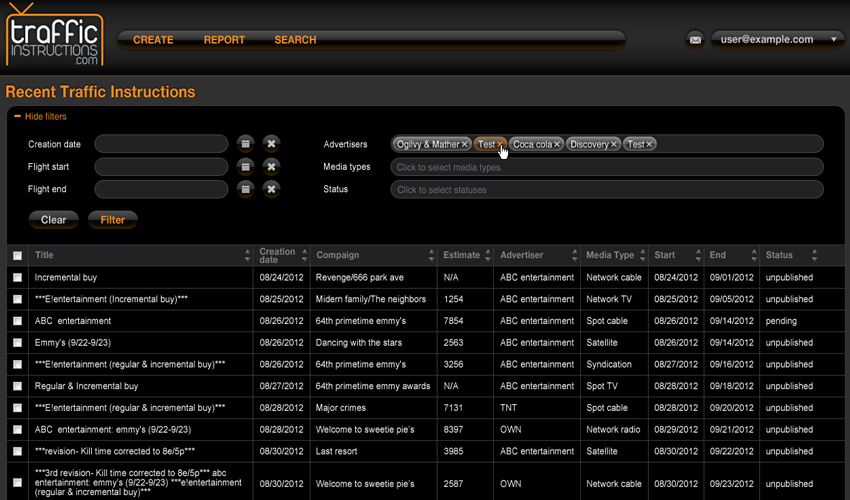 traffic
INSTRUCTIONS
.com
CREATE REPORT SEARCH user@example.com
Recent Traffic Instructions
Hide filters
Creation date Advertisers Ogilvy & Mather Test Coca cola Discovery Test
Flight start Media types Click to select media types
Flight end Status Click to select statuses
Clear Filter
Title Creation date Compaign Estimate Advertiser Media Type Start End Status
Incremental buy 08/24/2012 Revenge/666 park ave N/A ABC entertainment Network cable 08/24/2012 09/01/2012 unpublished
***E!entertainment (Incremental buy)*** 08/25/2012 Midern family/The neighbors 1254 ABC entertainment Network TV 08/25/2012 09/05/2012 unpublished
ABC entertainment 08/26/2012 64th primetime emmy's 7854 ABC entertainment Spot cable 08/26/2012 09/14/2012 pending
Emmy's (9/22-9/23) 08/26/2012 Dancing with the stars 2563 ABC entertainment Satellite 08/26/2012 09/14/2012 unpublished
***E!entertainment (regular & incremental buy)*** 08/26/2012 64th primetime emmy's 3256 ABC entertainment Syndication 08/27/2012 09/16/2012 unpublished
Regular & Incremental buy 08/27/2012 64th primetime emmy awards N/A ABC entertainment Spot TV 08/28/2012 09/18/2012 unpublished
***E!entertainment (regular & incremental buy)*** 08/28/2012 Major crimes 7131 TNT Spot cable 08/28/2012 09/20/2012 unpublished
ABC entertainment: emmy's (9/22-9/23) 08/28/2012 Welcome to sweetie pie's 8397 OWN Network radio 08/29/2012 09/21/2012 unpublished
***revision- Kill time corrected to 8e/5p*** 08/30/2012 Last resort 3985 ABC entertainment Satellite 08/30/2012 09/22/2012 unpublished
***3rd revision- Kill time corrected to 8e/5p*** abc
entertainment: emmy's (9/22-9/23) ***e!entertainment
(regular & incremental buy)*** 08/30/2012 Welcome to sweetie pie's 2587 OWN Network cable 08/30/2012 09/23/2012 unpublished